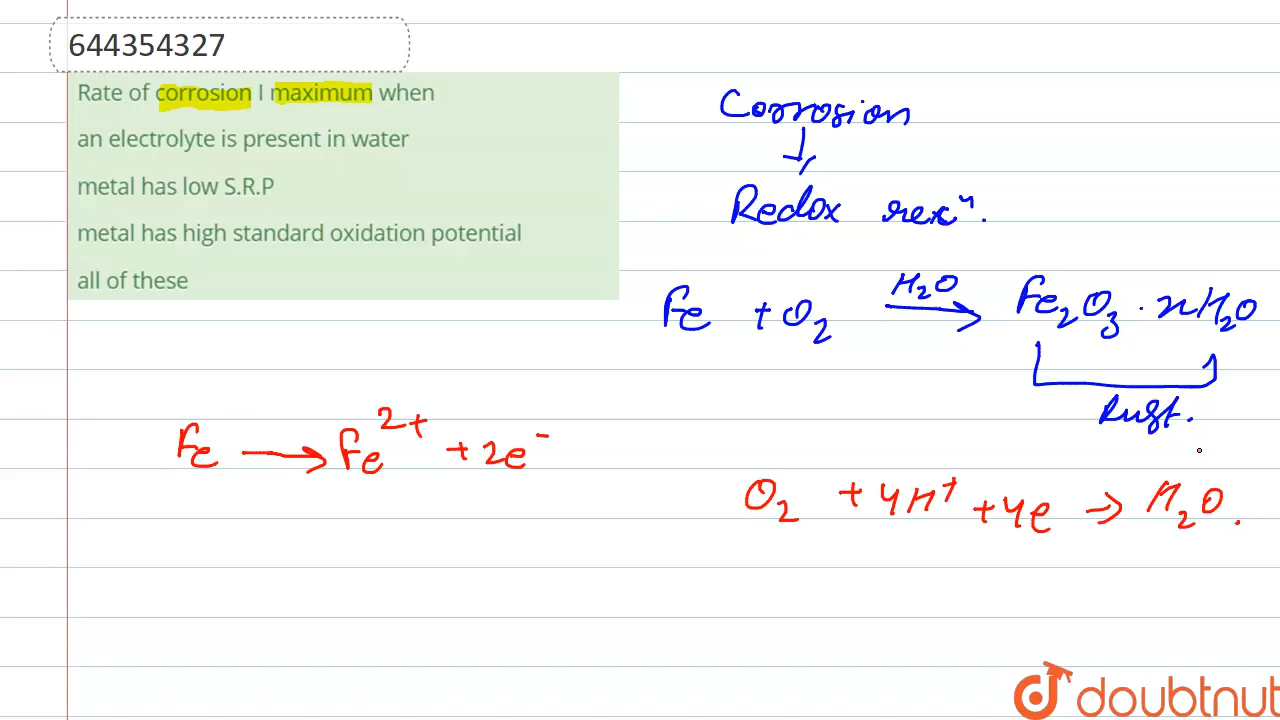 644354327
Rate of corrosion I maximum when
an electrolyte is present in water
metal has low S.R.P
metal has high standard oxidation potential
all of these
Corrosion
↓
Redox rexⁿ.
Fe + O₂ →(H₂O) Fe₂O₃ · xH₂O
Rust.
Fe → Fe²⁺ + 2e⁻
O₂ + 4H⁺ + 4e → H₂O.
doubtnut